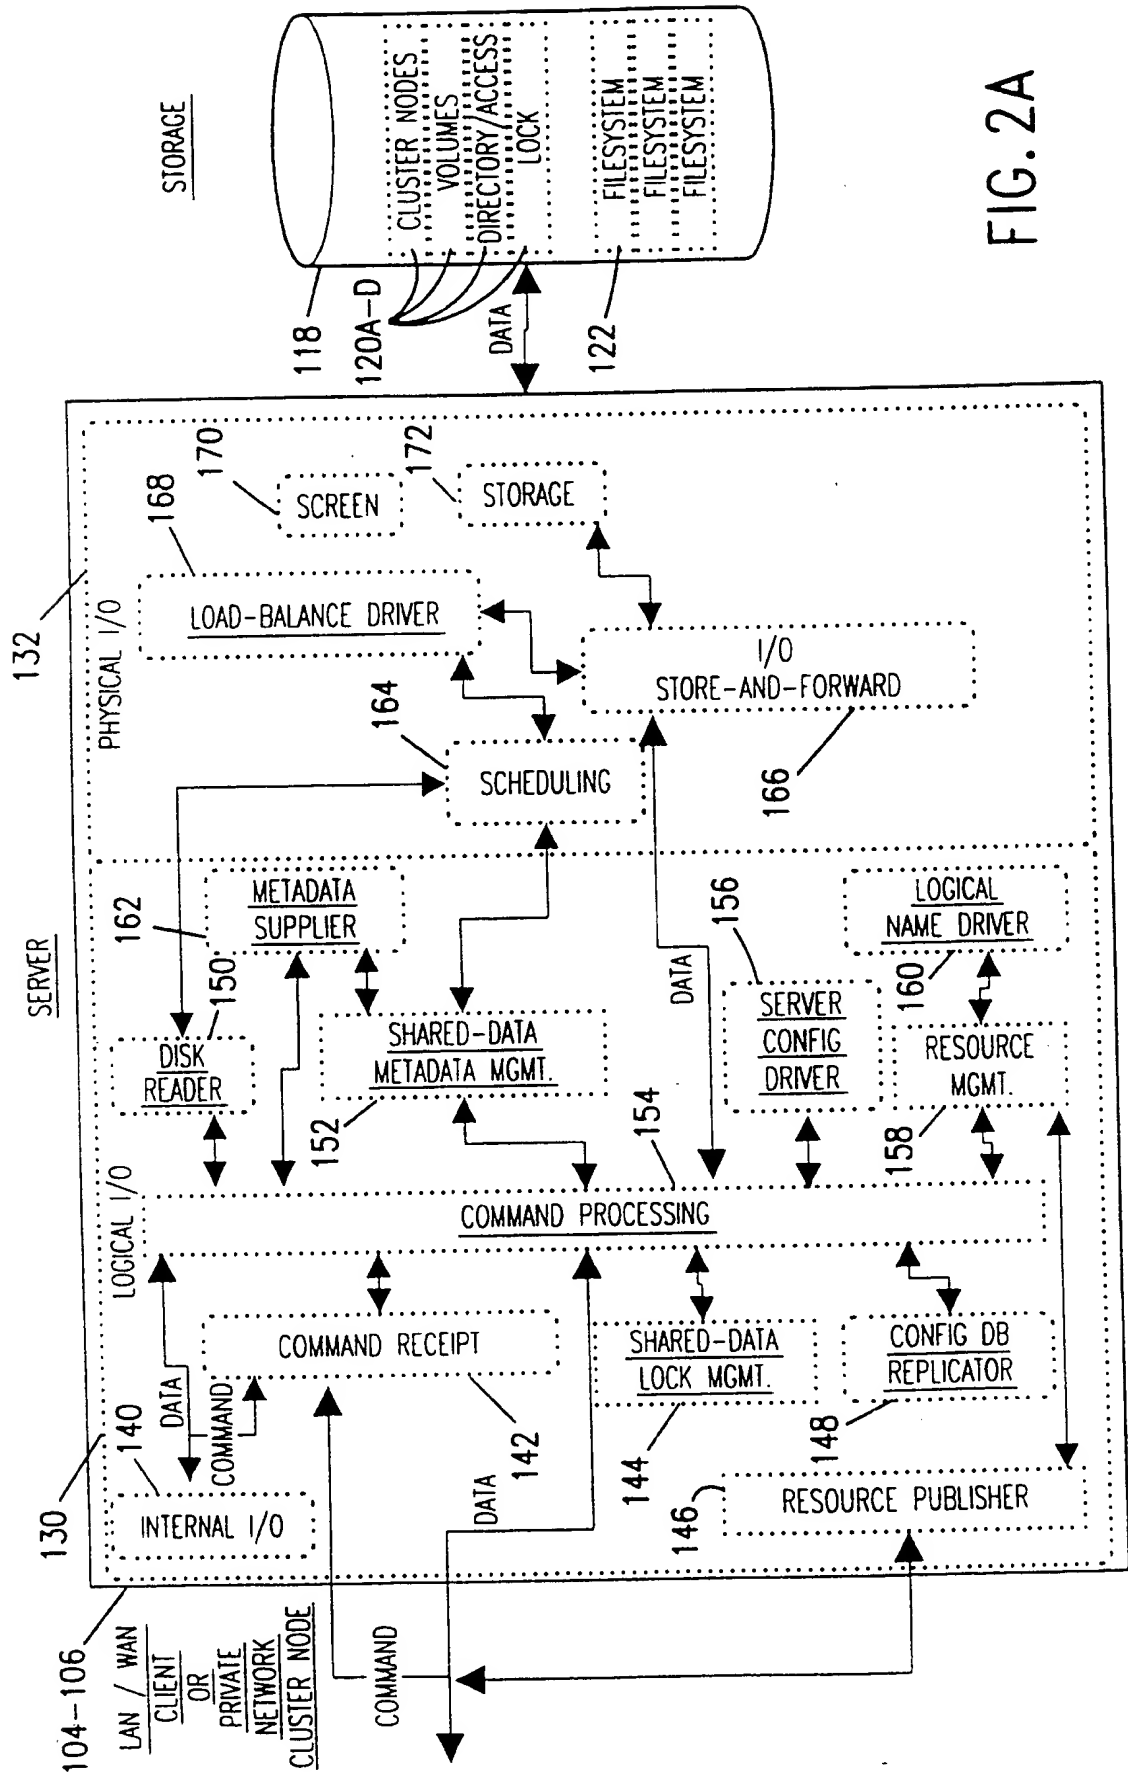 SERVER
STORAGE
132
PHYSICAL I/O
168
170
172
LOAD-BALANCE DRIVER
SCREEN
STORAGE
164
SCHEDULING
I/O
STORE-AND-FORWARD
166
118
120A-D
CLUSTER NODES
VOLUMES
DIRECTORY/ACCESS
LOCK
122
FILESYSTEM
FILESYSTEM
FILESYSTEM
DATA
130
LOGICAL I/O
140
INTERNAL I/O
DATA
COMMAND
COMMAND RECEIPT
142
SHARED-DATA
LOCK MGMT.
144
CONFIG DB
REPLICATOR
148
146
RESOURCE PUBLISHER
COMMAND PROCESSING
154
150
DISK
READER
162
METADADA
SUPPLIER
SHARED-DATA
METADATA MGMT.
152
DATA
156
SERVER
CONFIG
DRIVER
158
RESOURCE
MGMT.
160
LOGICAL
NAME DRIVER
104-106
LAN / WAN
CLIENT
OR
PRIVATE
NETWORK
CLUSTER NODE
COMMAND
DATA
FIG. 2A